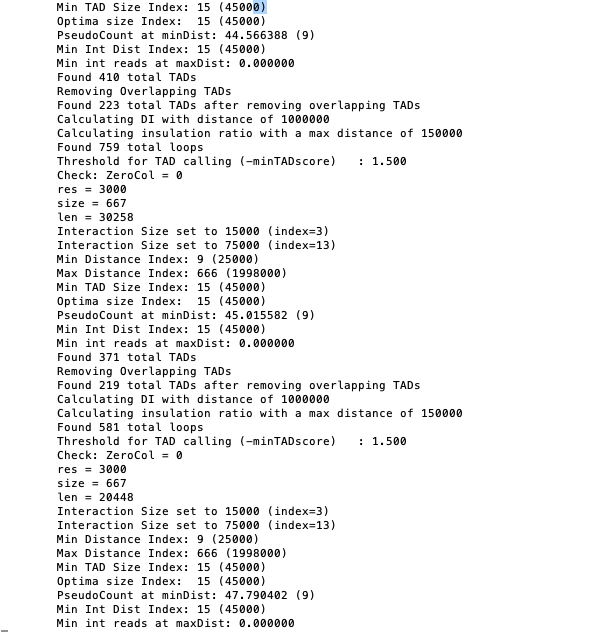 Min TAD Size Index: 15 (45000)
Optima size Index:  15 (45000)
PseudoCount at minDist: 44.566388 (9)
Min Int Dist Index: 15 (45000)
Min int reads at maxDist: 0.000000
Found 410 total TADs
Removing Overlapping TADs
Found 223 total TADs after removing overlapping TADs
Calculating DI with distance of 1000000
Calculating insulation ratio with a max distance of 150000
Found 759 total loops
Threshold for TAD calling (-minTADscore)   : 1.500
Check: ZeroCol = 0
res = 3000
size = 667
len = 30258
Interaction Size set to 15000 (index=3)
Interaction Size set to 75000 (index=13)
Min Distance Index: 9 (25000)
Max Distance Index: 666 (1998000)
Min TAD Size Index: 15 (45000)
Optima size Index:  15 (45000)
PseudoCount at minDist: 45.015582 (9)
Min Int Dist Index: 15 (45000)
Min int reads at maxDist: 0.000000
Found 371 total TADs
Removing Overlapping TADs
Found 219 total TADs after removing overlapping TADs
Calculating DI with distance of 1000000
Calculating insulation ratio with a max distance of 150000
Found 581 total loops
Threshold for TAD calling (-minTADscore)   : 1.500
Check: ZeroCol = 0
res = 3000
size = 667
len = 20448
Interaction Size set to 15000 (index=3)
Interaction Size set to 75000 (index=13)
Min Distance Index: 9 (25000)
Max Distance Index: 666 (1998000)
Min TAD Size Index: 15 (45000)
Optima size Index:  15 (45000)
PseudoCount at minDist: 47.790402 (9)
Min Int Dist Index: 15 (45000)
Min int reads at maxDist: 0.000000